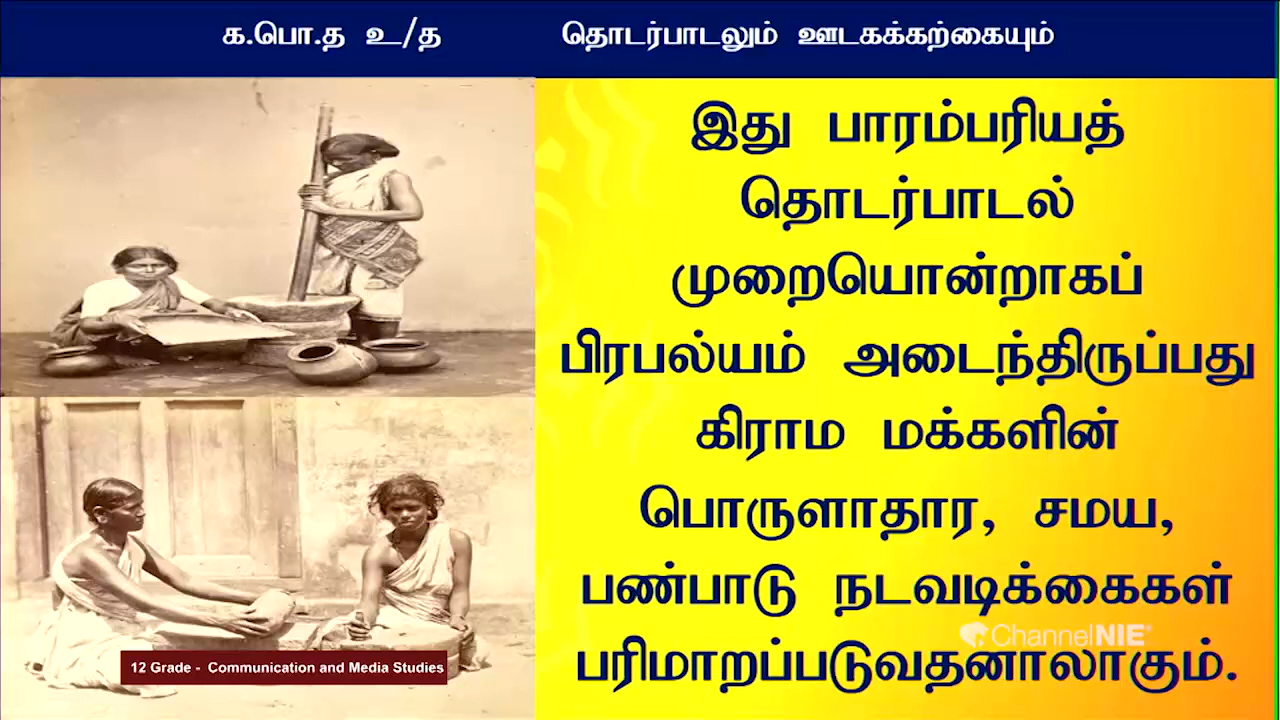 க.பொ.த உ/த தொடர்பாடலும் ஊடகக்கற்கையும்
இது பாரம்பரியத்
தொடர்பாடல்
முறையொன்றாகப்
பிரபல்யம் அடைந்திருப்பது
கிராம மக்களின்
பொருளாதார, சமய,
பண்பாடு நடவடிக்கைகள்
பரிமாறப்படுவதனாலாகும்.
ChannelNIE
12 Grade - Communication and Media Studies